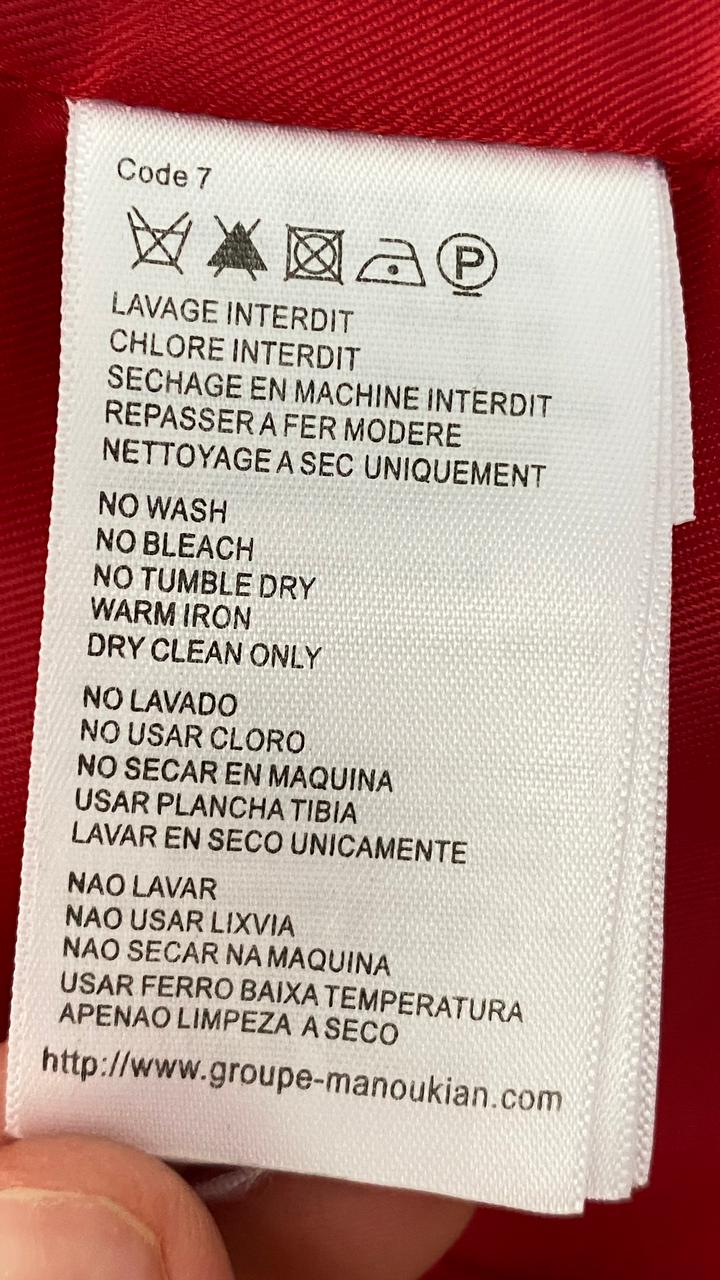 Code 7
P
LAVAGE INTERDIT
CHLORE INTERDIT
SECHAGE EN MACHINE INTERDIT
REPASSER A FER MODERE
NETTOYAGE A SEC UNIQUEMENT
NO WASH
NO BLEACH
NO TUMBLE DRY
WARM IRON
DRY CLEAN ONLY
NO LAVADO
NO USAR CLORO
NO SECAR EN MAQUINA
USAR PLANCHA TIBIA
LAVAR EN SECO UNICAMENTE
NAO LAVAR
NAO USAR LIXVIA
NAO SECAR NA MAQUINA
USAR FERRO BAIXA TEMPERATURA
APENAO LIMPEZA A SECO
http://www.groupe-manoukian.com